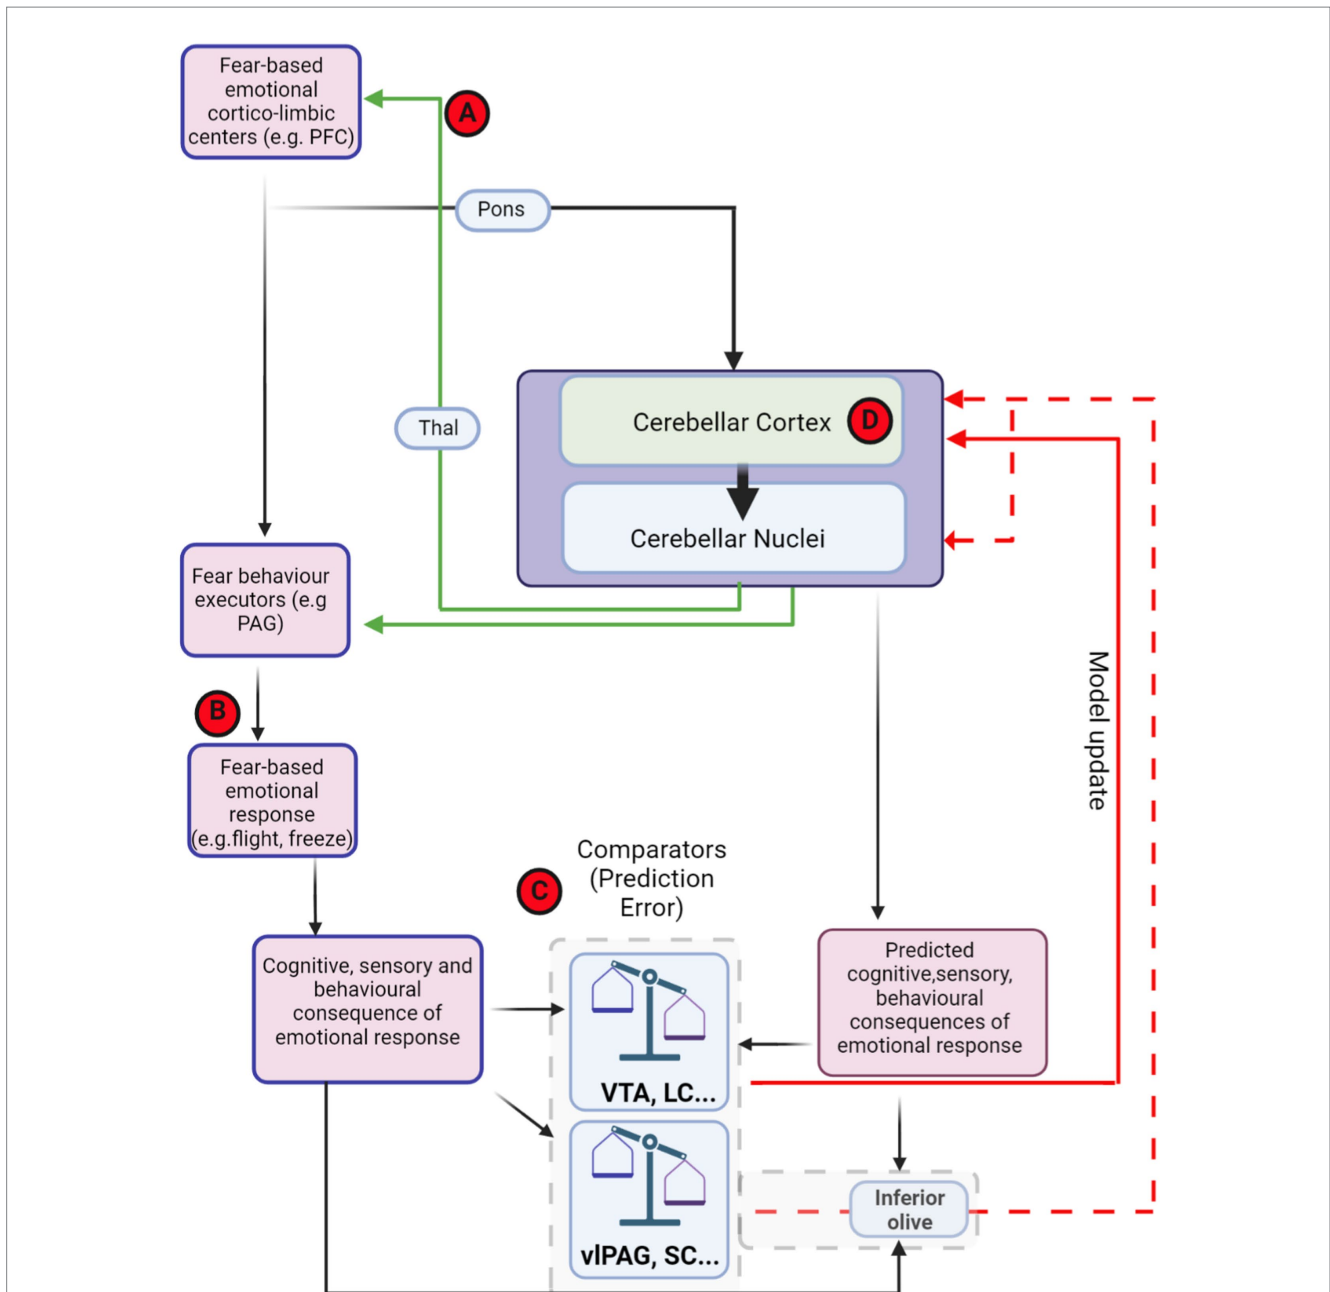 Fear-based
emotional
cortico-limbic
centers (e.g. PFC)
A
Pons
Thal
Cerebellar Cortex
D
Cerebellar Nuclei
Fear behaviour
executors (e.g
PAG)
B
Fear-based
emotional
response
(e.g.flight, freeze)
Model update
Comparators
(Prediction
Error)
C
Cognitive, sensory and
behavioural
consequence of
emotional response
VTA, LC...
Predicted
cognitive,sensory,
behavioural
consequences of
emotional response
vlPAG, SC...
Inferior
olive